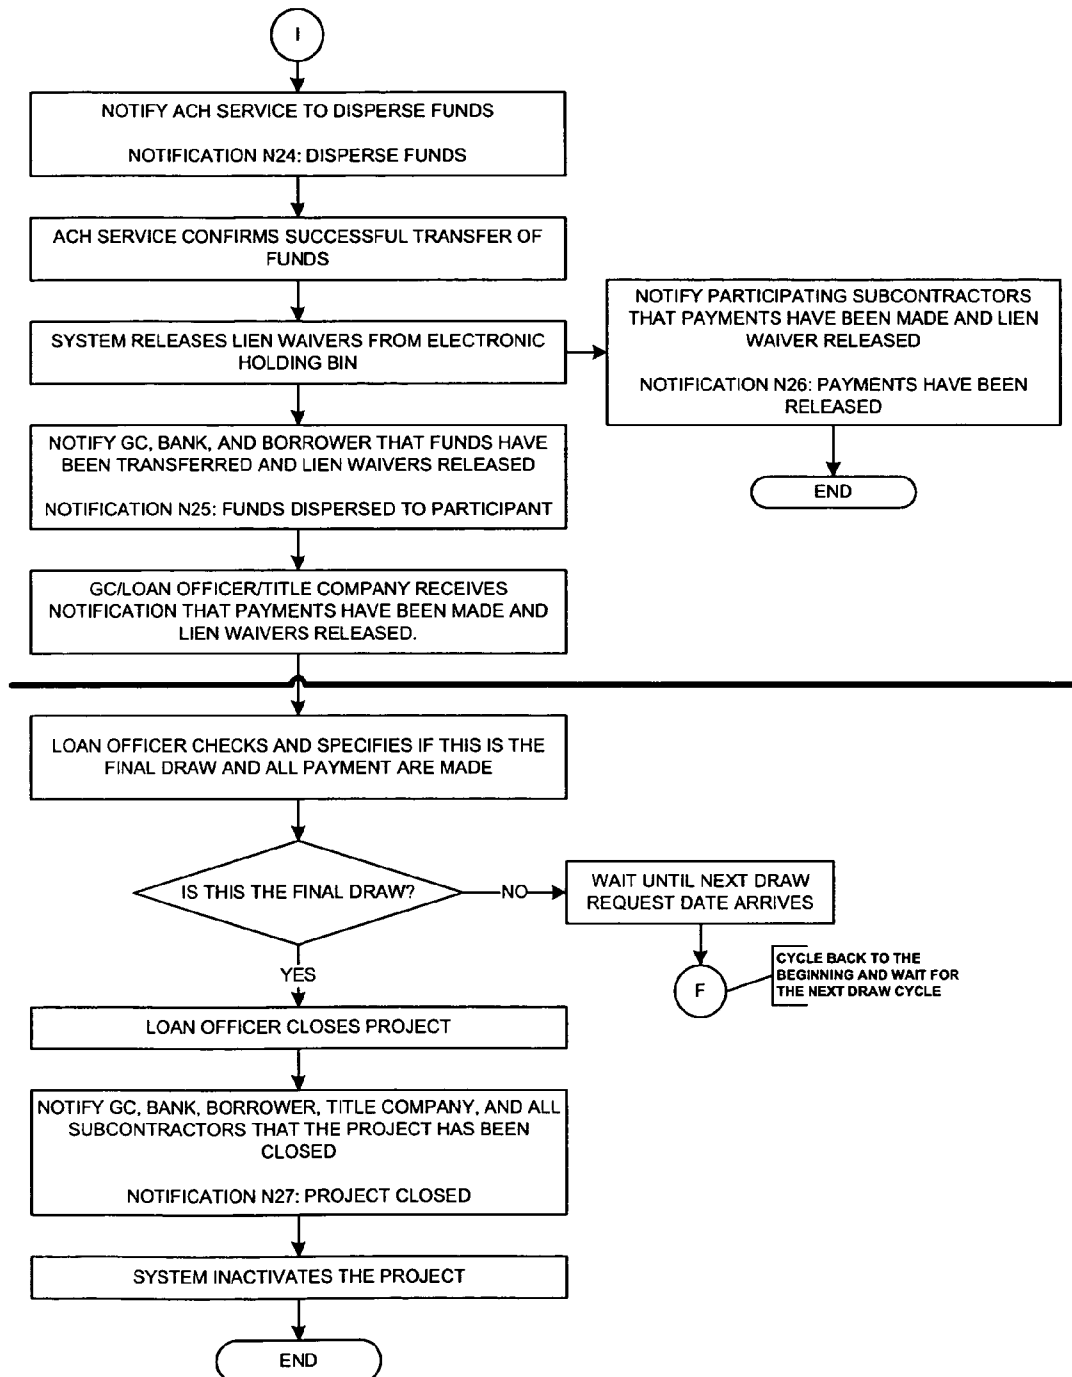 I
NOTIFY ACH SERVICE TO DISPERSE FUNDS
NOTIFICATION N24: DISPERSE FUNDS
ACH SERVICE CONFIRMS SUCCESSFUL TRANSFER OF
FUNDS
SYSTEM RELEASES LIEN WAIVERS FROM ELECTRONIC
HOLDING BIN
NOTIFY PARTICIPATING SUBCONTRACTORS
THAT PAYMENTS HAVE BEEN MADE AND LIEN
WAIVER RELEASED
NOTIFICATION N26: PAYMENTS HAVE BEEN
RELEASED
END
NOTIFY GC, BANK, AND BORROWER THAT FUNDS HAVE
BEEN TRANSFERRED AND LIEN WAIVERS RELEASED
NOTIFICATION N25: FUNDS DISPERSED TO PARTICIPANT
GC/LOAN OFFICER/TITLE COMPANY RECEIVES
NOTIFICATION THAT PAYMENTS HAVE BEEN MADE AND
LIEN WAIVERS RELEASED.
LOAN OFFICER CHECKS AND SPECIFIES IF THIS IS THE
FINAL DRAW AND ALL PAYMENT ARE MADE
IS THIS THE FINAL DRAW?
NO
WAIT UNTIL NEXT DRAW
REQUEST DATE ARRIVES
F
CYCLE BACK TO THE
BEGINNING AND WAIT FOR
THE NEXT DRAW CYCLE
YES
LOAN OFFICER CLOSES PROJECT
NOTIFY GC, BANK, BORROWER, TITLE COMPANY, AND ALL
SUBCONTRACTORS THAT THE PROJECT HAS BEEN
CLOSED
NOTIFICATION N27: PROJECT CLOSED
SYSTEM INACTIVATES THE PROJECT
END